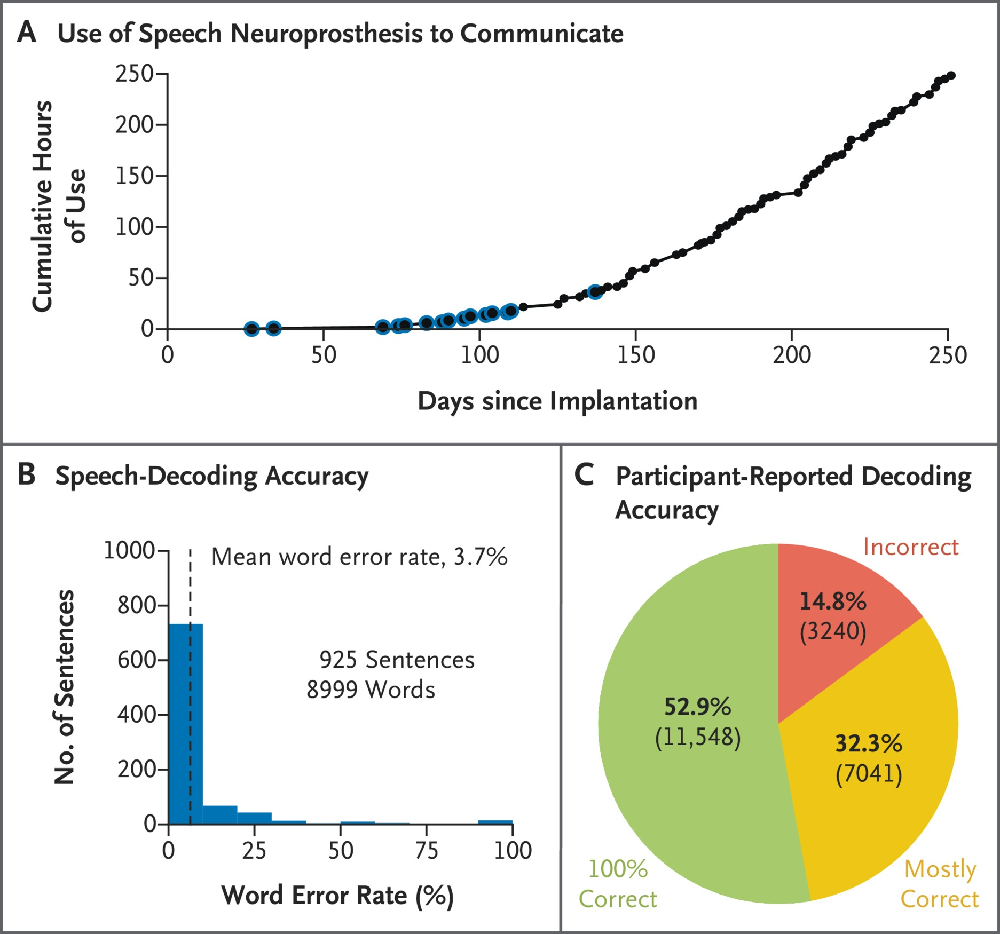 A Use of Speech Neuroprosthesis to Communicate
Cumulative Hours
of Use
250
200
150
100
50
0
0 50 100 150 200 250
Days since Implantation
B Speech-Decoding Accuracy
No. of Sentences
1000
800
600
400
200
0
Mean word error rate, 3.7%
925 Sentences
8999 Words
0 25 50 75 100
Word Error Rate (%)
C Participant-Reported Decoding
Accuracy
Incorrect
14.8%
(3240)
52.9%
(11,548)
32.3%
(7041)
100%
Correct
Mostly
Correct